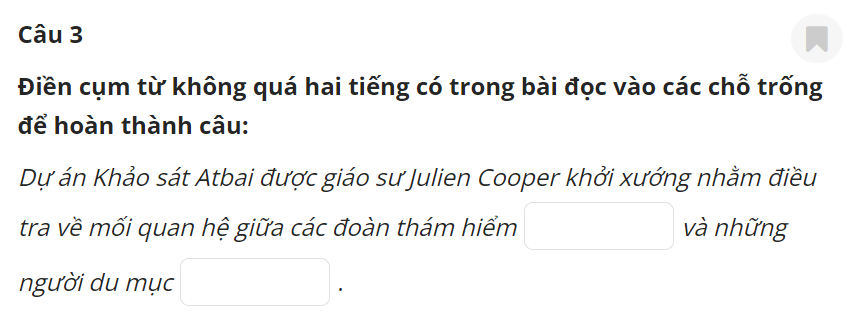 Câu 3
Điền cụm từ không quá hai tiếng có trong bài đọc vào các chỗ trống
để hoàn thành câu:
Dự án Khảo sát Atbai được giáo sư Julien Cooper khởi xướng nhằm điều
tra về mối quan hệ giữa các đoàn thám hiểm và những
người du mục .